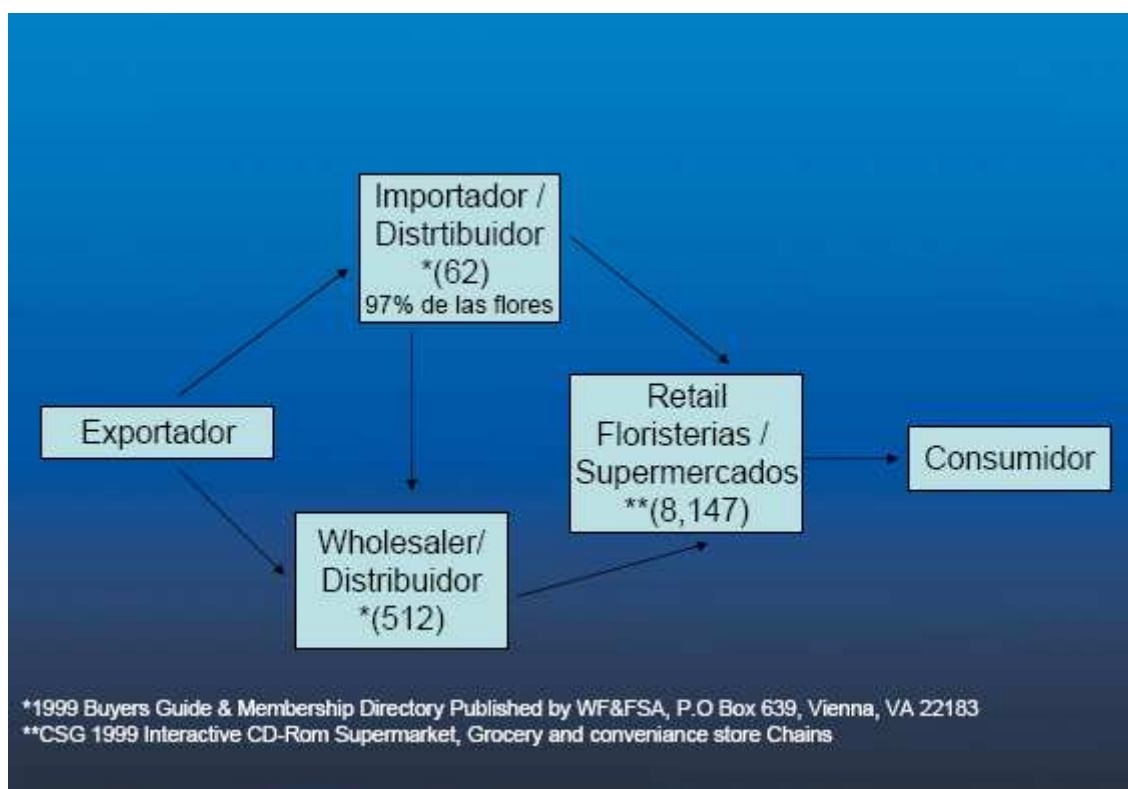 Importador /
Distrtibuidor
*(62)
97% de las flores
Exportador
Retail
Floristerias /
Supermercados
**(8,147)
Consumidor
Wholesaler/
Distribuidor
*(512)
*1999 Buyers Guide & Membership Directory Published by WF&FSA, P.O Box 639, Vienna, VA 22183
**CSG 1999 Interactive CD-Rom Supermarket, Grocery and conveniance store Chains